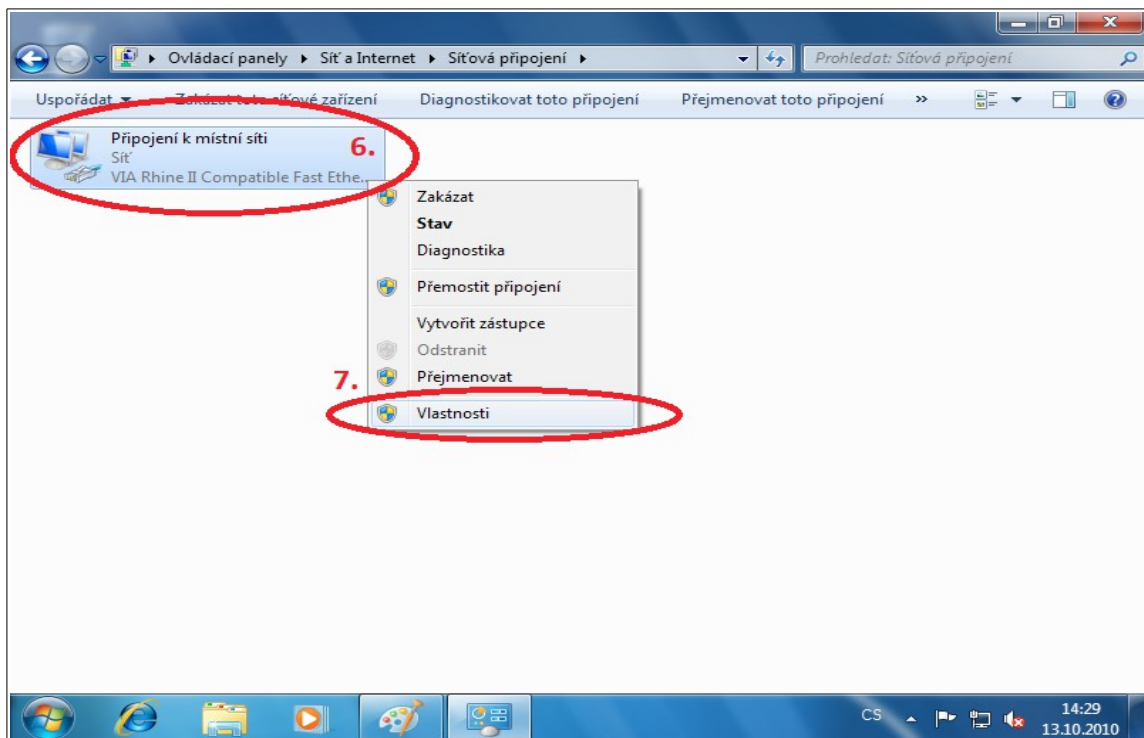 Ovládací panely Síť a Internet Síťová připojení Prohledat: Síťová připojení
Uspořádat Zakázat toto síťové zařízení Diagnostikovat toto připojení Přejmenovat toto připojení »
Připojení k místní síti
6.
Síť
VIA Rhine II Compatible Fast Ethe...
Zakázat
Stav
Diagnostika
Přemostit připojení
Vytvořit zástupce
Odstranit
7. Přejmenovat
Vlastnosti
CS 14:29
13.10.2010